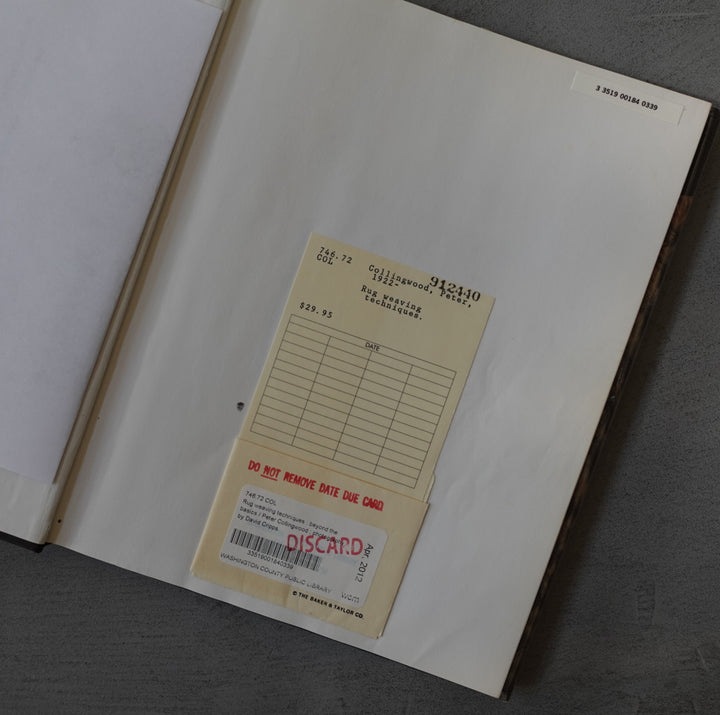 3 3519 00184 0339
746.72
COL
Collingwood, Peter,
1922-
912440
Rug weaving
techniques.
$29.95
DATE
DO NOT REMOVE DATE DUE CARD
746.72 COL
Rug weaving techniques : beyond the
basics / Peter Collingwood ;
by David Cripps.
DISCARD
33519001840339
Apr, 2012
WASHINGTON COUNTY PUBLIC LIBRARY
© THE BAKER & TAYLOR CO.